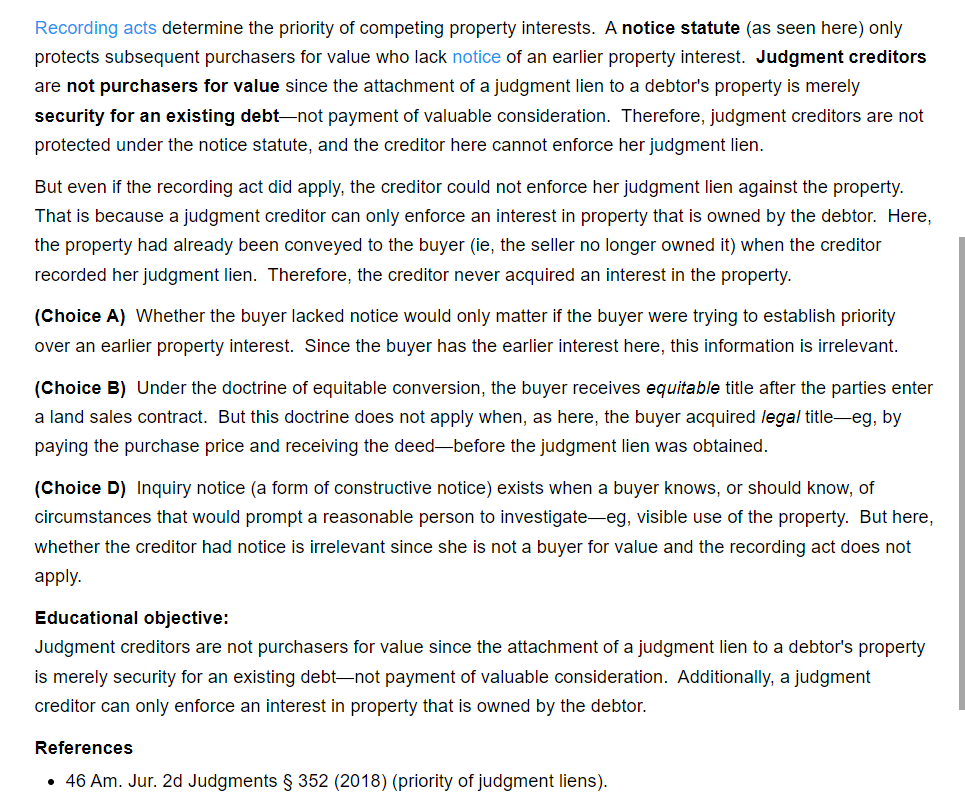 Recording acts determine the priority of competing property interests.  A notice statute (as seen here) only
protects subsequent purchasers for value who lack notice of an earlier property interest.  Judgment creditors
are not purchasers for value since the attachment of a judgment lien to a debtor's property is merely
security for an existing debt—not payment of valuable consideration.  Therefore, judgment creditors are not
protected under the notice statute, and the creditor here cannot enforce her judgment lien.
But even if the recording act did apply, the creditor could not enforce her judgment lien against the property.
That is because a judgment creditor can only enforce an interest in property that is owned by the debtor.  Here,
the property had already been conveyed to the buyer (ie, the seller no longer owned it) when the creditor
recorded her judgment lien.  Therefore, the creditor never acquired an interest in the property.
(Choice A)  Whether the buyer lacked notice would only matter if the buyer were trying to establish priority
over an earlier property interest.  Since the buyer has the earlier interest here, this information is irrelevant.
(Choice B)  Under the doctrine of equitable conversion, the buyer receives equitable title after the parties enter
a land sales contract.  But this doctrine does not apply when, as here, the buyer acquired legal title—eg, by
paying the purchase price and receiving the deed—before the judgment lien was obtained.
(Choice D)  Inquiry notice (a form of constructive notice) exists when a buyer knows, or should know, of
circumstances that would prompt a reasonable person to investigate—eg, visible use of the property.  But here,
whether the creditor had notice is irrelevant since she is not a buyer for value and the recording act does not
apply.
Educational objective:
Judgment creditors are not purchasers for value since the attachment of a judgment lien to a debtor's property
is merely security for an existing debt—not payment of valuable consideration.  Additionally, a judgment
creditor can only enforce an interest in property that is owned by the debtor.
References
• 46 Am. Jur. 2d Judgments § 352 (2018) (priority of judgment liens).